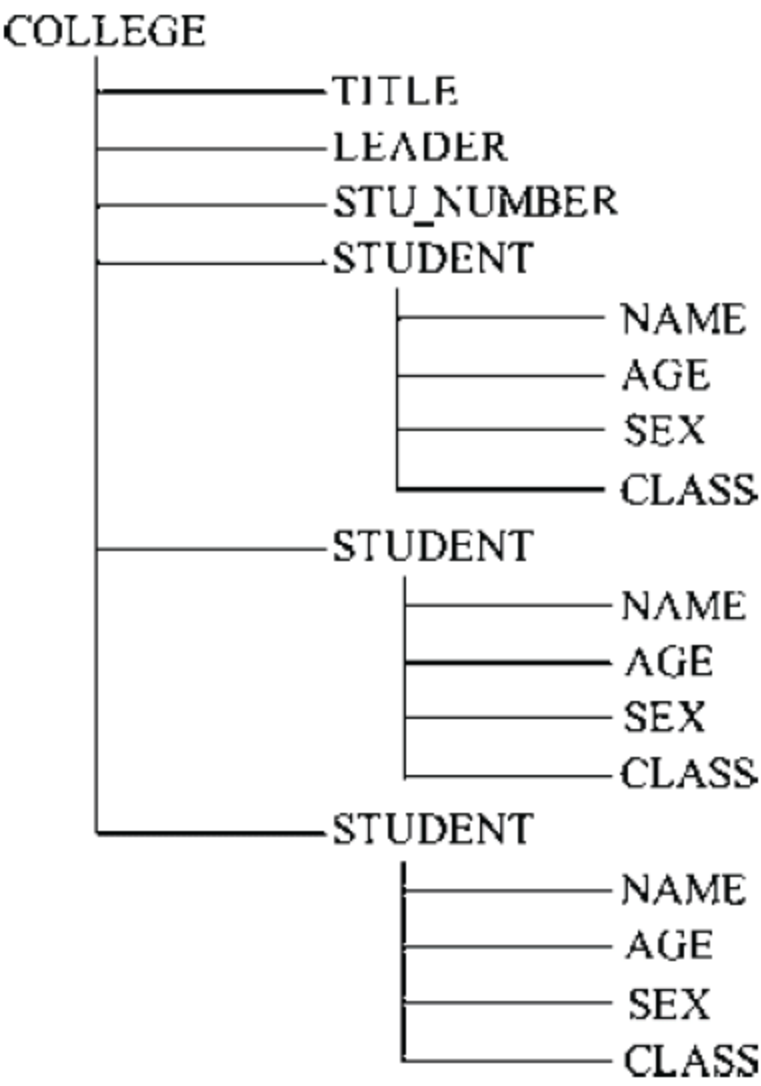 COLLEGE
TITLE
LEADER
STU_NUMBER
STUDENT
NAME
AGE
SEX
CLASS
STUDENT
NAME
AGE
SEX
CLASS
STUDENT
NAME
AGE
SEX
CLASS